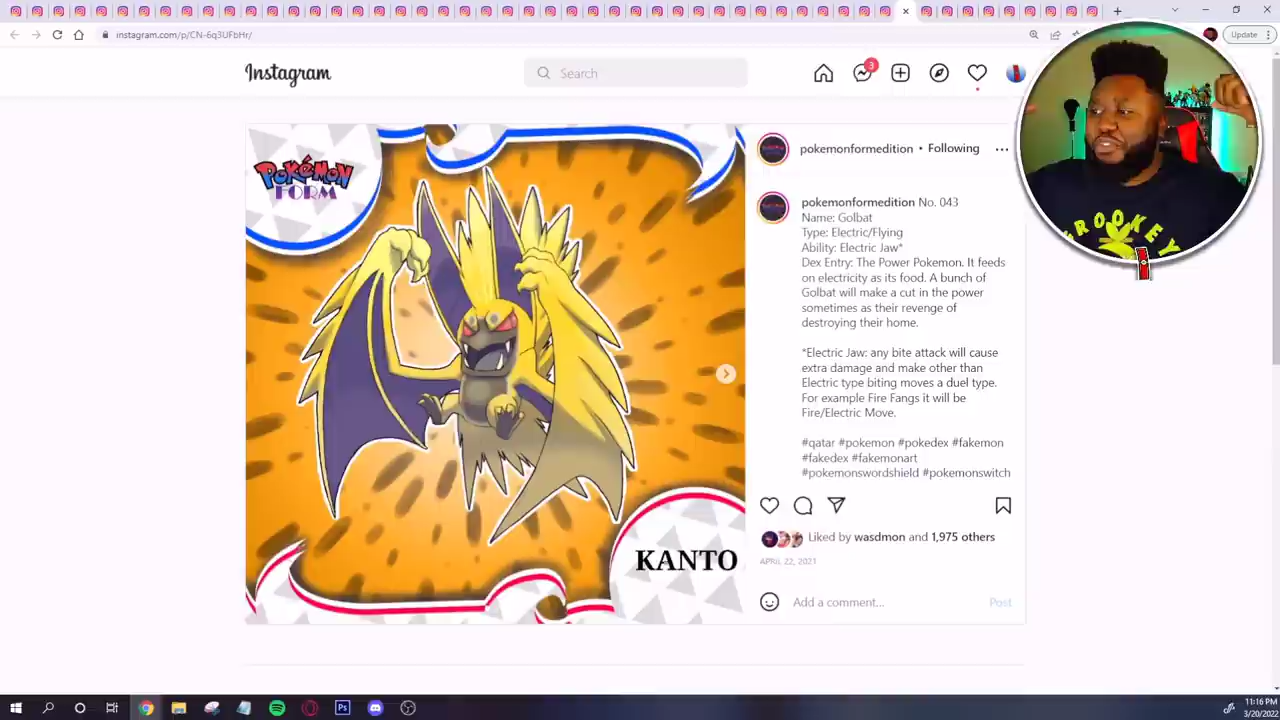 instagram.com/p/CN-6q3UFbHr/
Update
Instagram
Search
3
POKÉMON
FORM
KANTO
pokemonformedition • Following
pokemonformedition No. 043
Name: Golbat
Type: Electric/Flying
Ability: Electric Jaw*
Dex Entry: The Power Pokemon. It feeds
on electricity as its food. A bunch of
Golbat will make a cut in the power
sometimes as their revenge of
destroying their home.
*Electric Jaw: any bite attack will cause
extra damage and make other than
Electric type biting moves a duel type.
For example Fire Fangs it will be
Fire/Electric Move.
#qatar #pokemon #pokedex #fakemon
#fakedex #fakemonart
#pokemonswordshield #pokemonswitch
Liked by wasdmon and 1,975 others
APRIL 22, 2021
Add a comment...
Post
GROOKEY
Ps
11:16 PM
3/20/2022